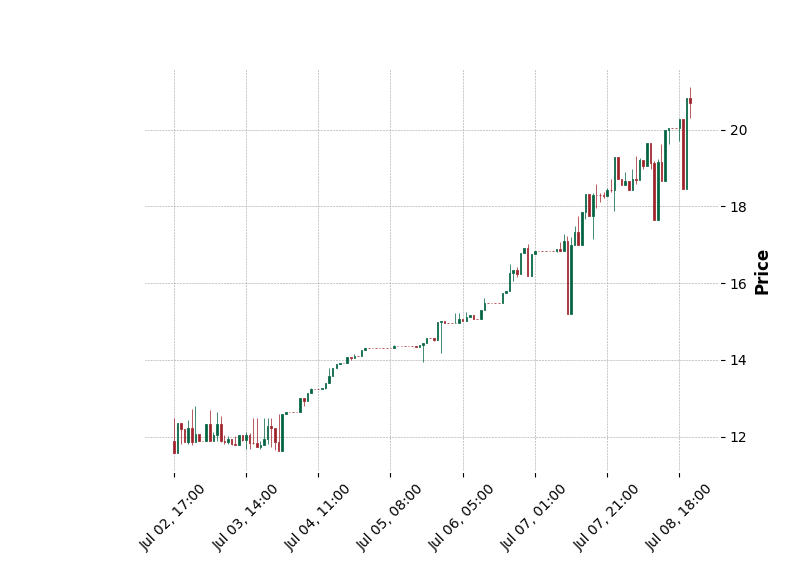 20
18
16
14
12
Price
Jul 02, 17:00
Jul 03, 14:00
Jul 04, 11:00
Jul 05, 08:00
Jul 06, 05:00
Jul 07, 01:00
Jul 07, 21:00
Jul 08, 18:00